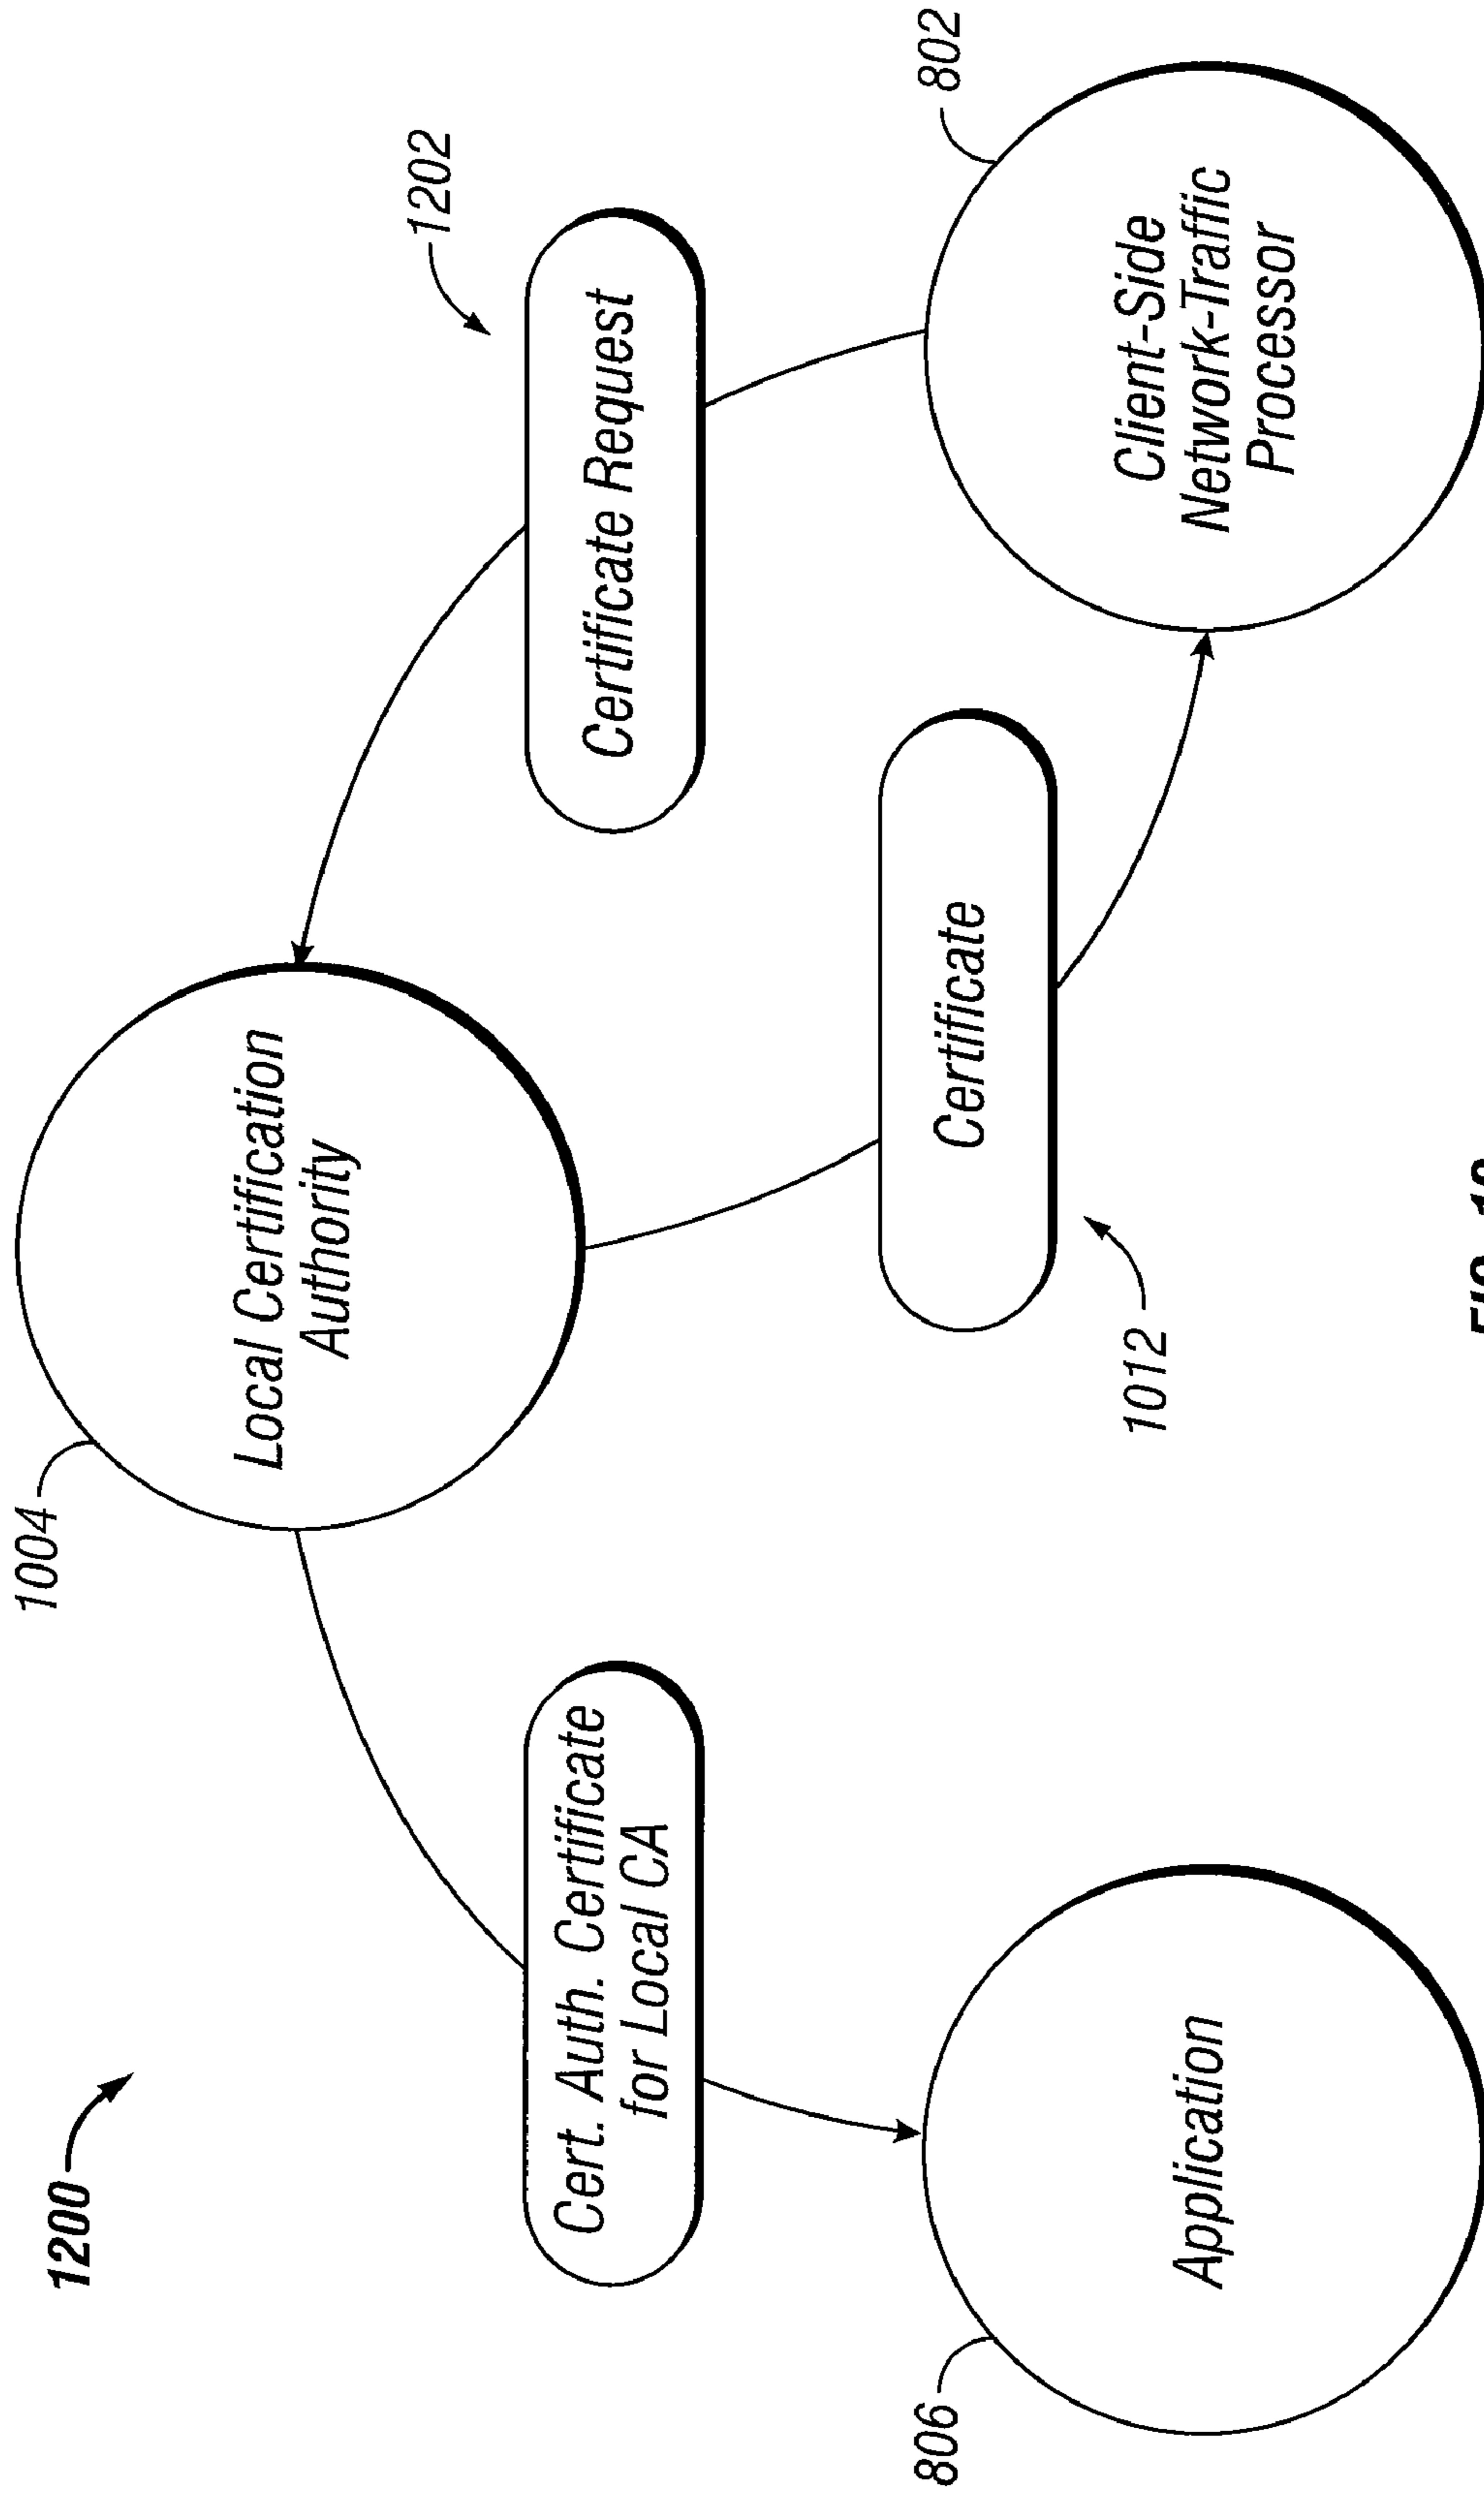 1200
1004
Local Certification
Authority
1202
Cert. Auth. Certificate
for Local CA
Certificate Request
806
Application
Certificate
1012
802
Client-Side
Network-Traffic
Processor